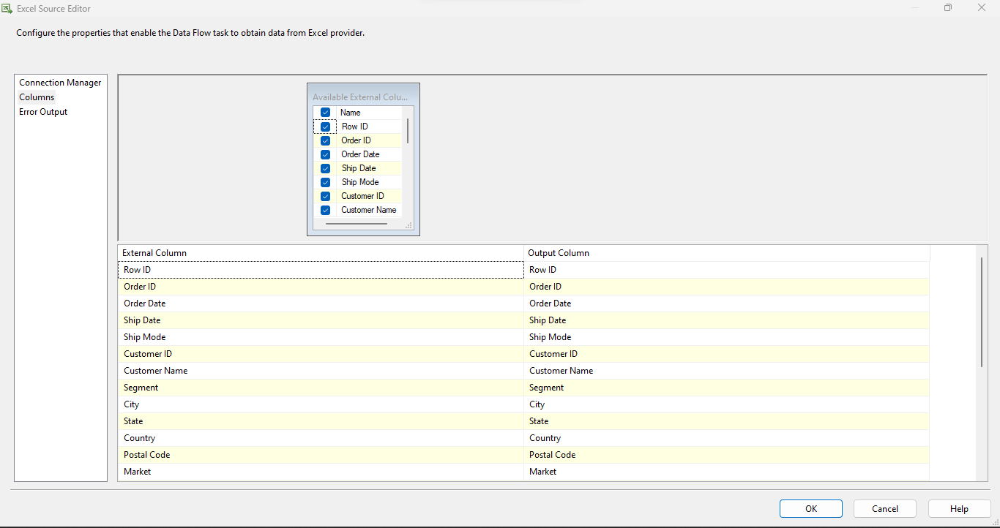 Excel Source Editor
Configure the properties that enable the Data Flow task to obtain data from Excel provider.
Connection Manager
Columns
Error Output
Available External Colu...
Name
Row ID
Order ID
Order Date
Ship Date
Ship Mode
Customer ID
Customer Name
External Column Output Column
Row ID Row ID
Order ID Order ID
Order Date Order Date
Ship Date Ship Date
Ship Mode Ship Mode
Customer ID Customer ID
Customer Name Customer Name
Segment Segment
City City
State State
Country Country
Postal Code Postal Code
Market Market
OK Cancel Help